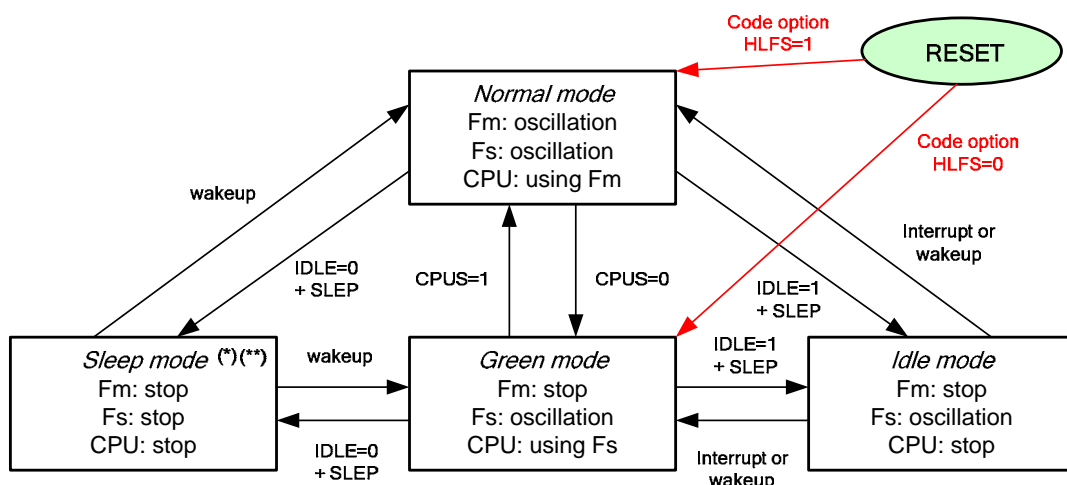 Code option
HLFS=1
RESET
Normal mode
Fm: oscillation
Fs: oscillation
CPU: using Fm
Code option
HLFS=0
wakeup
Interrupt or
wakeup
IDLE=0
+ SLEP
CPUS=1
CPUS=0
IDLE=1
+ SLEP
Sleep mode (*)(**)
Fm: stop
Fs: stop
CPU: stop
wakeup
Green mode
Fm: stop
Fs: oscillation
CPU: using Fs
IDLE=1
+ SLEP
Idle mode
Fm: stop
Fs: oscillation
CPU: stop
IDLE=0
+ SLEP
Interrupt or
wakeup